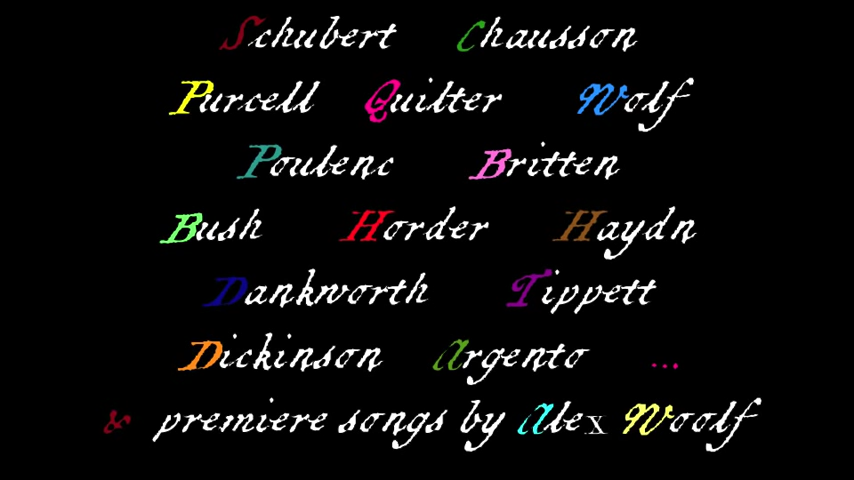 Schubert Chausson
Purcell Quilter Wolf
Poulenc Britten
Bush Horder Haydn
Dankworth Tippett
Dickinson Argento ...
& premiere songs by Alex Woolf